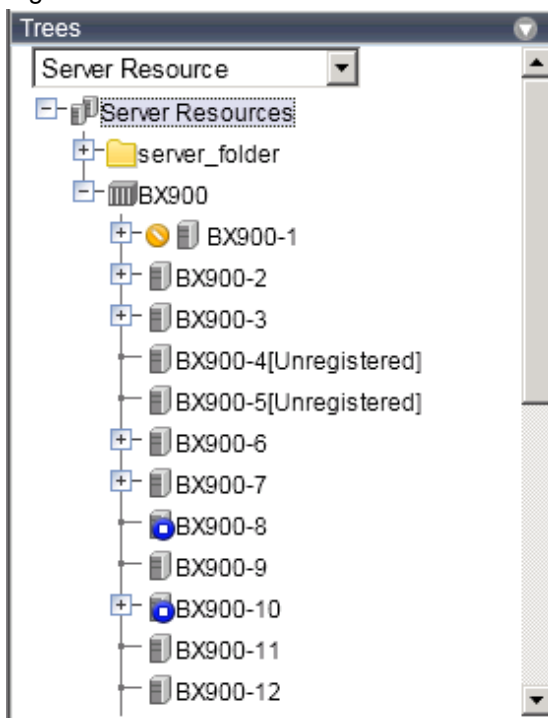 Trees
Server Resource
Server Resources
server_folder
BX900
BX900-1
BX900-2
BX900-3
BX900-4[Unregistered]
BX900-5[Unregistered]
BX900-6
BX900-7
BX900-8
BX900-9
BX900-10
BX900-11
BX900-12